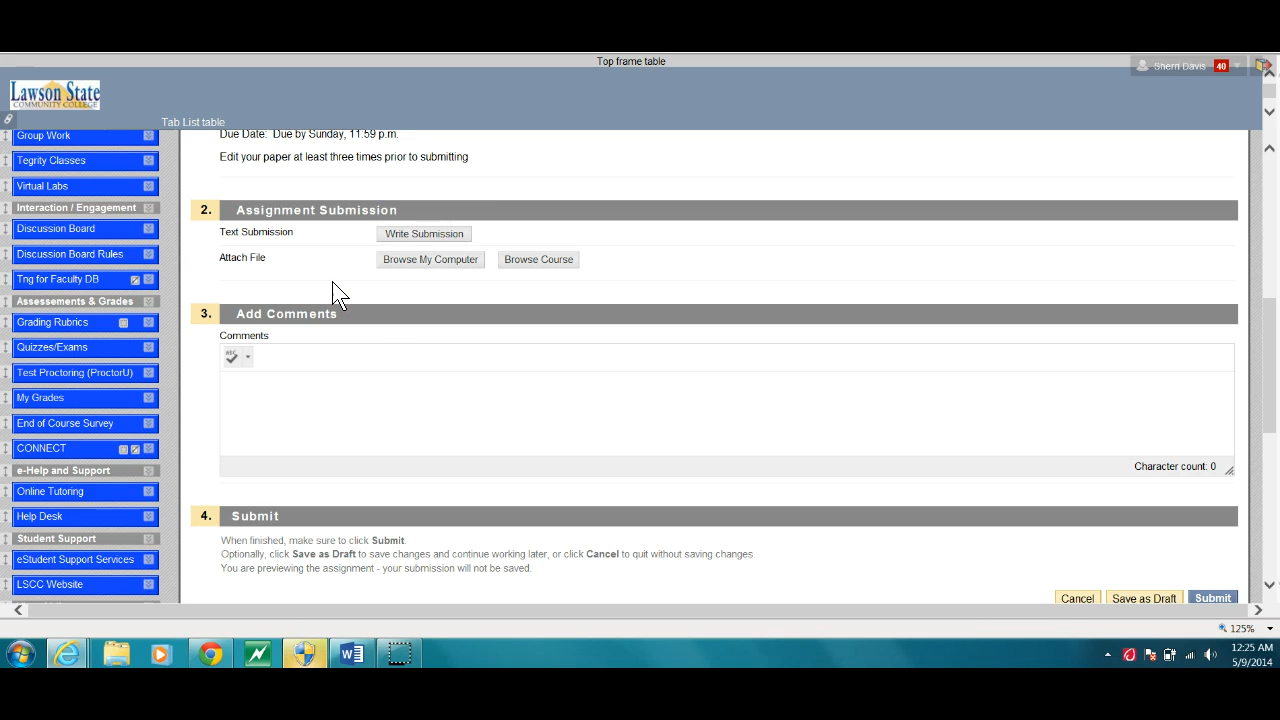 Top frame table
Sherri Davis 40
Lawson State
COMMUNITY COLLEGE
Tab List table
Group Work
Tegrity Classes
Virtual Labs
Interaction / Engagement
Discussion Board
Discussion Board Rules
Tng for Faculty DB
Assessements & Grades
Grading Rubrics
Quizzes/Exams
Test Proctoring (ProctorU)
My Grades
End of Course Survey
CONNECT
e-Help and Support
Online Tutoring
Help Desk
Student Support
eStudent Support Services
LSCC Website
Due Date: Due by Sunday, 11:59 p.m.
Edit your paper at least three times prior to submitting
2. Assignment Submission
Text Submission Write Submission
Attach File Browse My Computer Browse Course
3. Add Comments
Comments
ABC
Character count: 0
4. Submit
When finished, make sure to click Submit.
Optionally, click Save as Draft to save changes and continue working later, or click Cancel to quit without saving changes.
You are previewing the assignment - your submission will not be saved.
Cancel Save as Draft Submit
125%
12:25 AM
5/9/2014